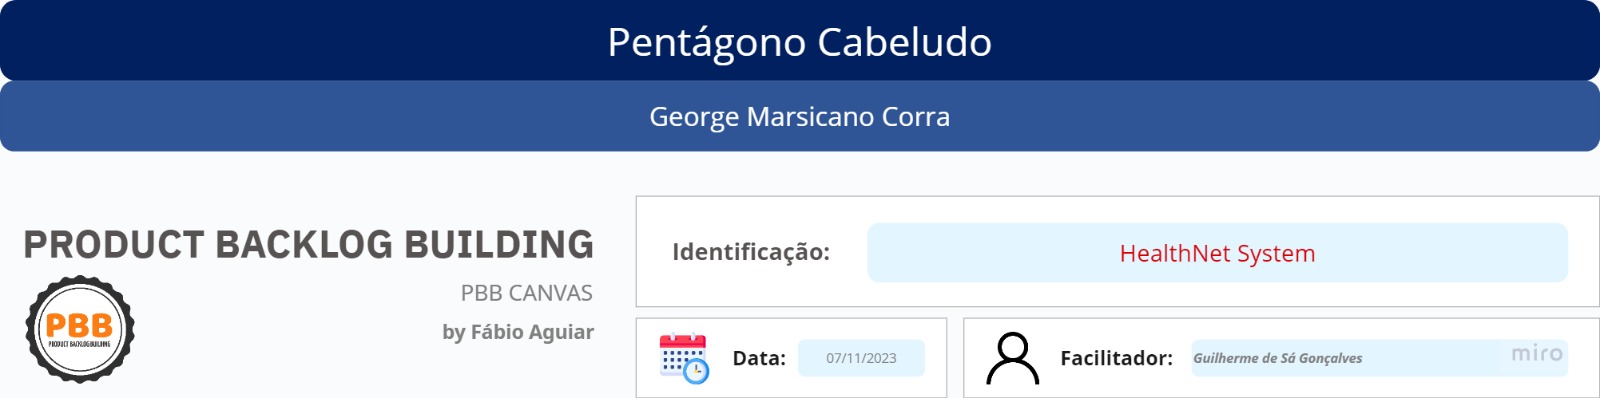 Pentágono Cabeludo
George Marsicano Corra
PRODUCT BACKLOG BUILDING
PBB CANVAS
by Fábio Aguiar
PBB
PRODUCT BACKLOG BUILDING
Identificação: HealthNet System
Data: 07/11/2023
Facilitador: Guilherme de Sá Gonçalves
miro